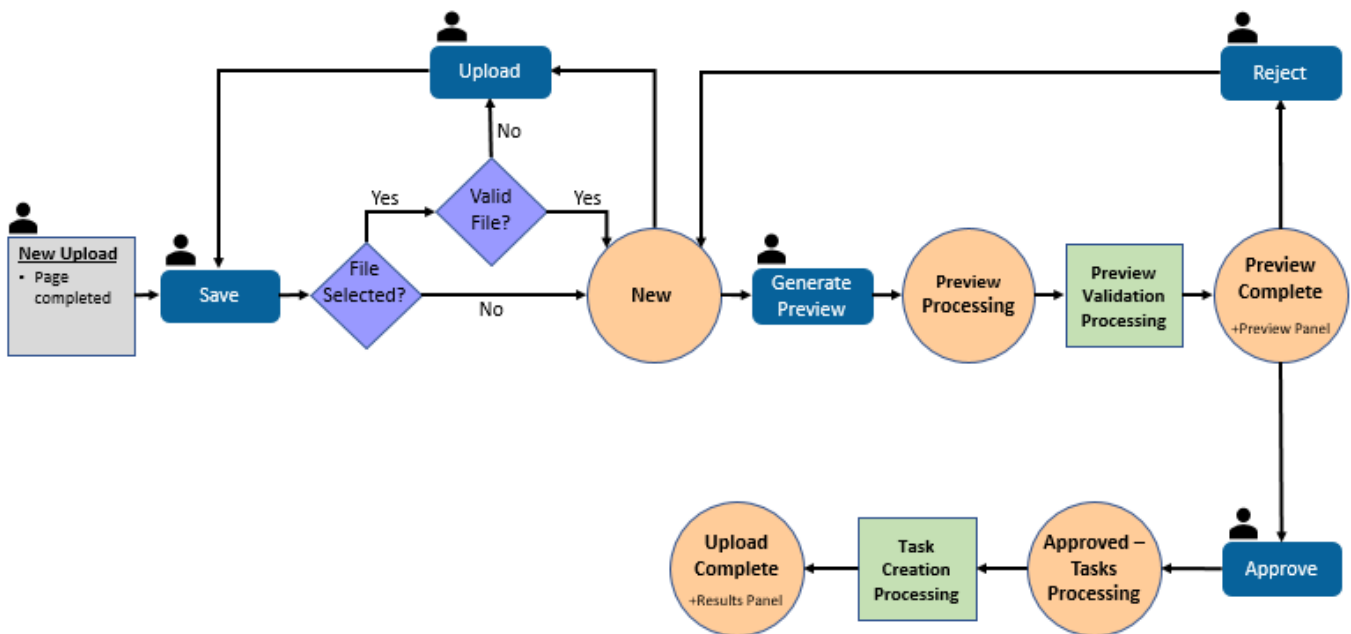 Upload
Reject
No
Yes
Valid
File?
Yes
New Upload
• Page
completed
Save
File
Selected?
No
New
Generate
Preview
Preview
Processing
Preview
Validation
Processing
Preview
Complete
+Preview Panel
Upload
Complete
+Results Panel
Task
Creation
Processing
Approved –
Tasks
Processing
Approve